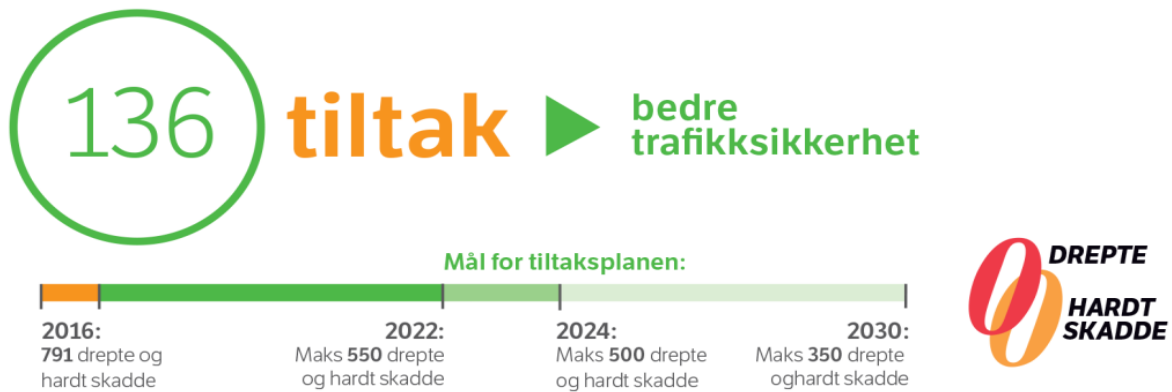 136
tiltak
bedre
trafikksikkerhet
Mål for tiltaksplanen:
2016:
791 drepte og
hardt skadde
2022:
Maks 550 drepte
og hardt skadde
2024:
Maks 500 drepte
og hardt skadde
2030:
Maks 350 drepte
oghardt skadde
0 DREPTE
0 HARDT
SKADDE